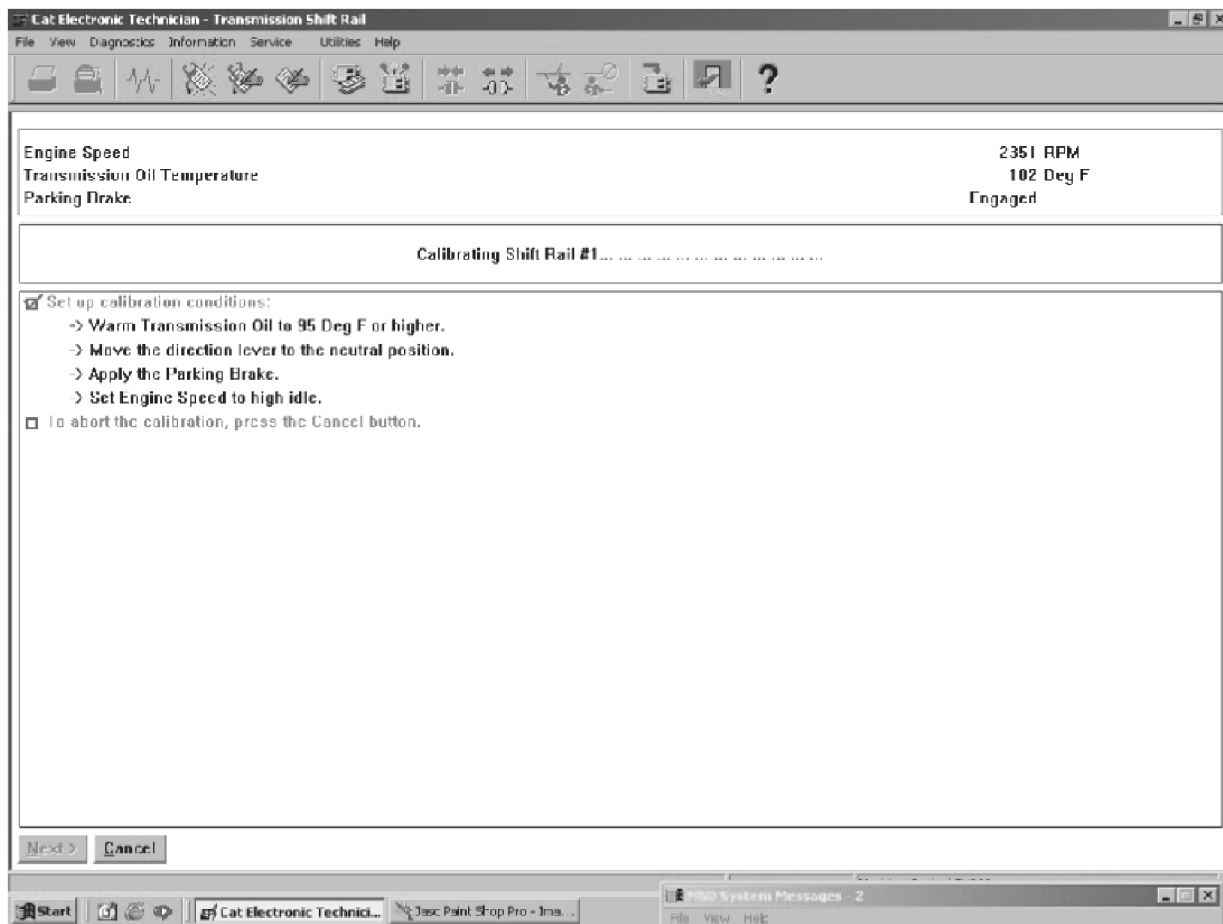 Cat Electronic Technician - Transmission Shift Rail
File View Diagnostics Information Service Utilities Help
?
Engine Speed 2351 RPM
Transmission Oil Temperature 102 Deg F
Parking Brake Engaged
Calibrating Shift Rail #1... ... ... ... ... ... ... ... ... ... ... ...
Set up calibration conditions:
-> Warm Transmission Oil to 95 Deg F or higher.
-> Move the direction lever to the neutral position.
-> Apply the Parking Brake.
-> Set Engine Speed to high idle.
To abort the calibration, press the Cancel button.
Next > Cancel
System Messages - 2
Start Cat Electronic Technici... Jasc Paint Shop Pro - Ima...
File View Help